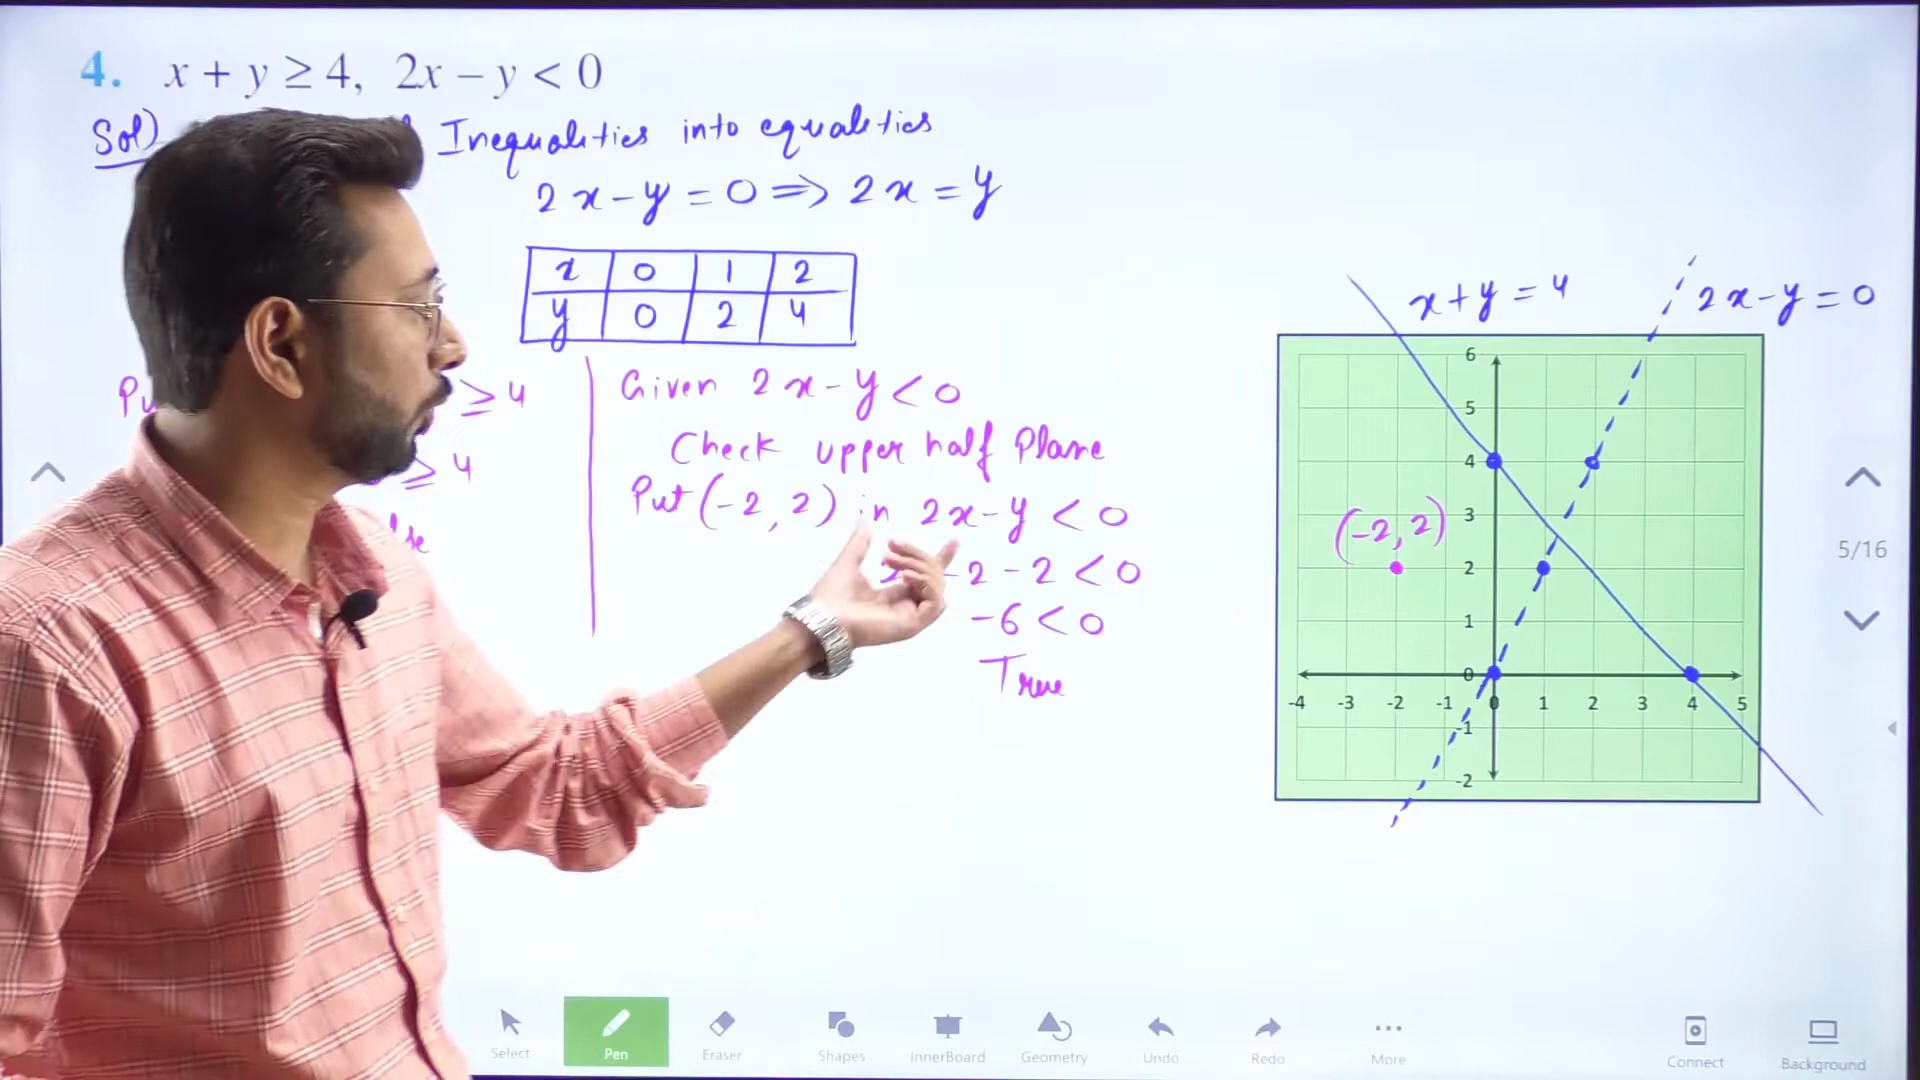 4. x + y ≥ 4, 2x – y < 0
Sol) Inequalities into equalities
2x - y = 0 ⇒ 2x = y
x 0 1 2
y 0 2 4
≥ 4
≥ 4
Given 2x - y < 0
Check upper half Plane
Put (-2, 2) in 2x - y < 0
-2 - 2 < 0
-6 < 0
True
x + y = 4
2x - y = 0
(-2, 2)
6
5
4
3
2
1
0
-1
-2
-4 -3 -2 -1 0 1 2 3 4 5
5/16
Select Pen Eraser Shapes InnerBoard Geometry Undo Redo More Connect Background